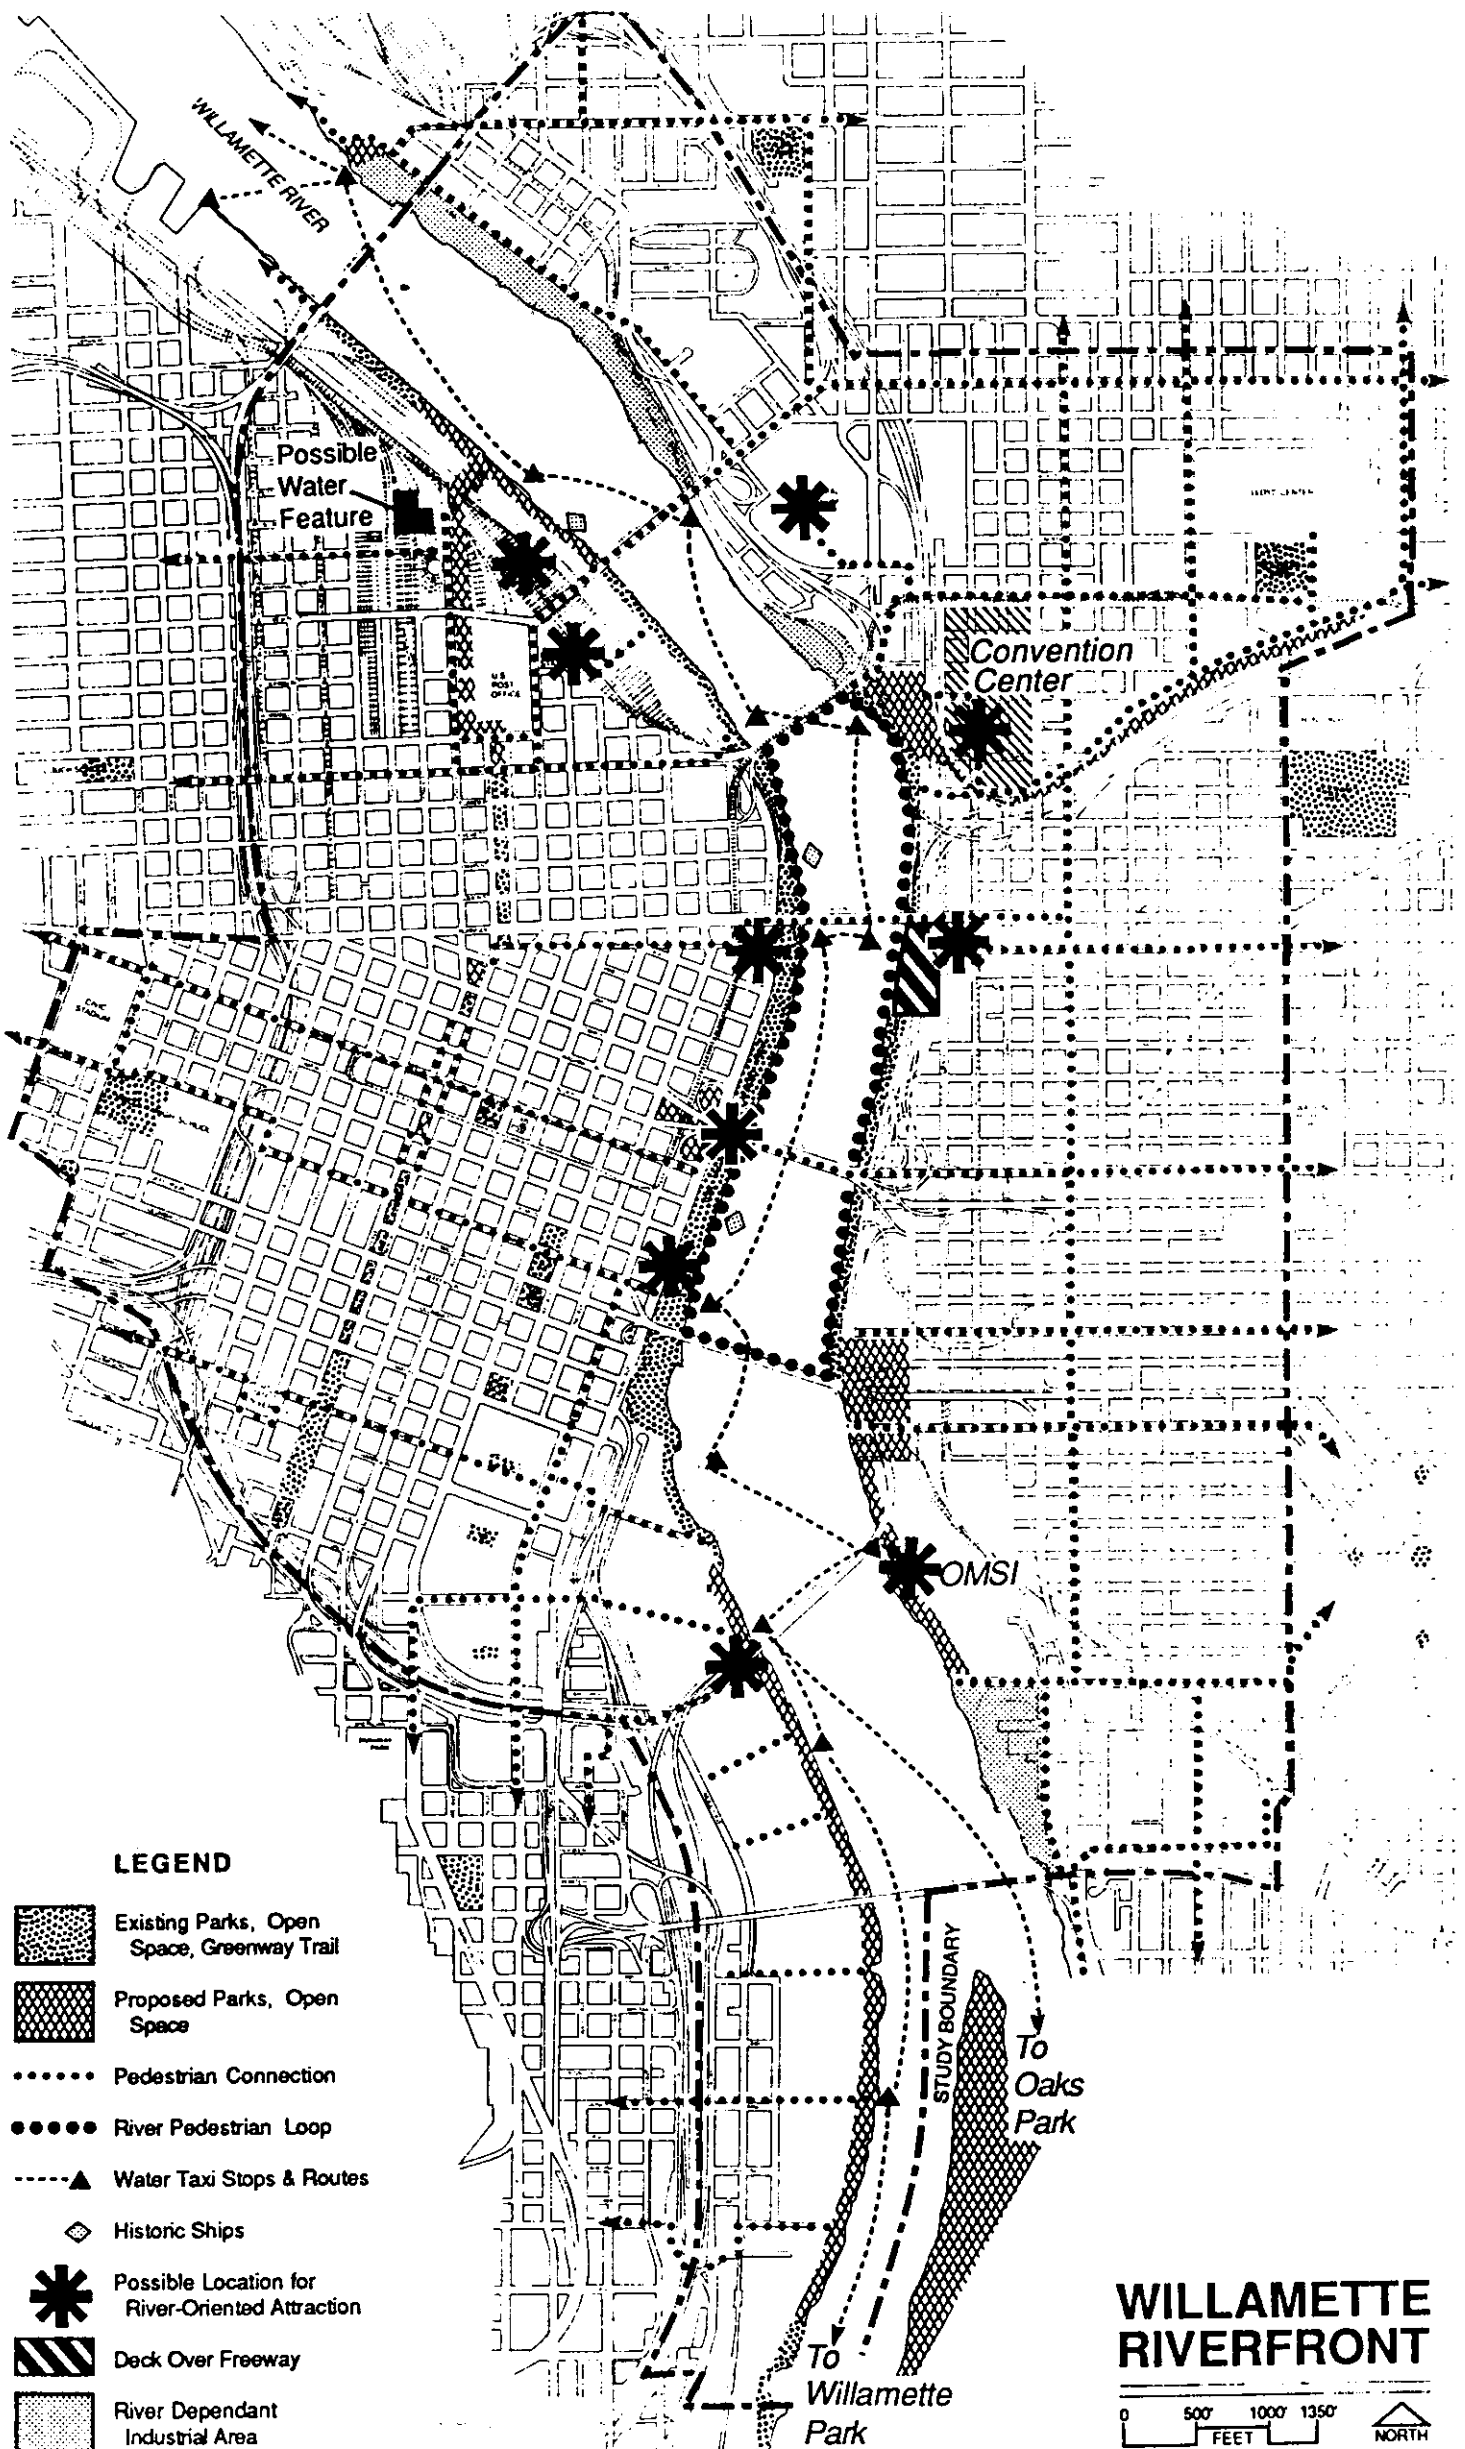 WILLAMETTE RIVER
Possible
Water
Feature
U.S.
POST
OFFICE
Convention
Center
CIVIC
STADIUM
OMSI
STUDY BOUNDARY
To
Oaks
Park
To
Willamette
Park
LEGEND
Existing Parks, Open
Space, Greenway Trail
Proposed Parks, Open
Space
Pedestrian Connection
River Pedestrian Loop
Water Taxi Stops & Routes
Historic Ships
Possible Location for
River-Oriented Attraction
Deck Over Freeway
River Dependant
Industrial Area
WILLAMETTE
RIVERFRONT
0 500' 1000' 1350'
FEET
NORTH